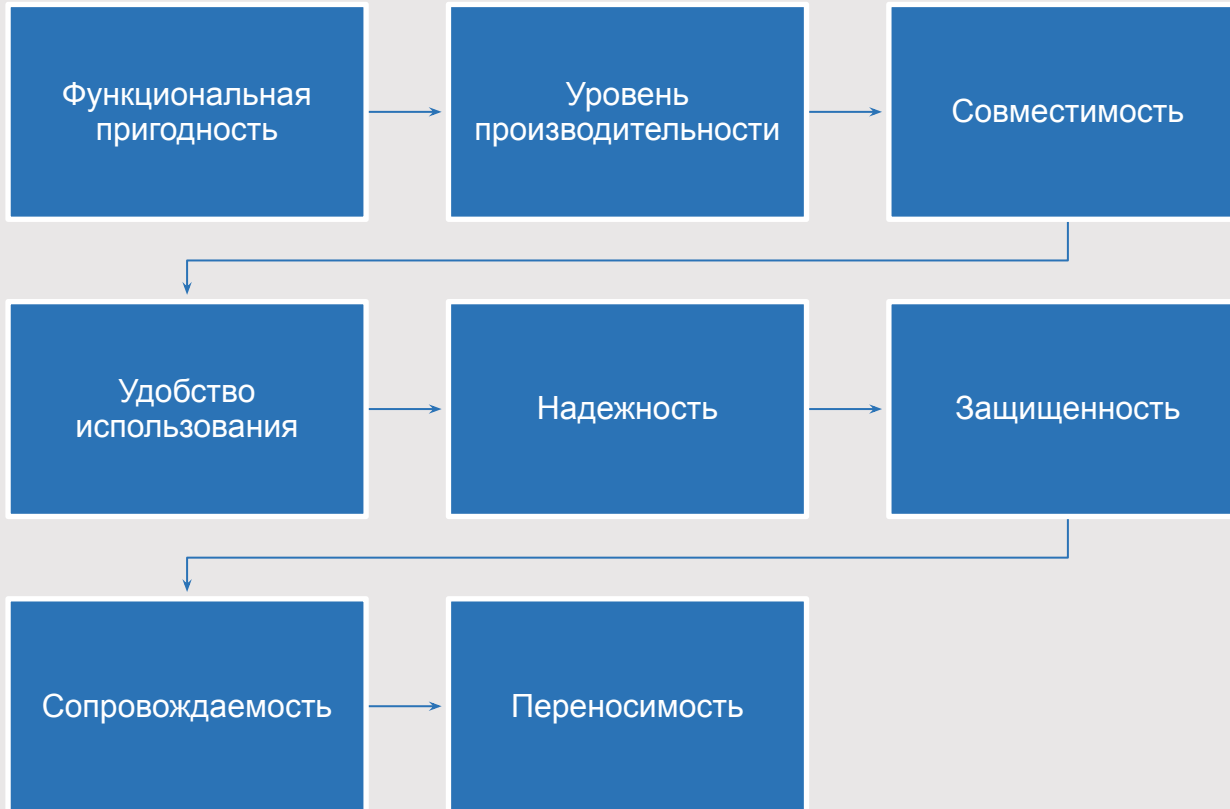 Функциональная
пригодность
Уровень
производительности
Совместимость
Удобство
использования
Надежность
Защищенность
Сопровождаемость
Переносимость